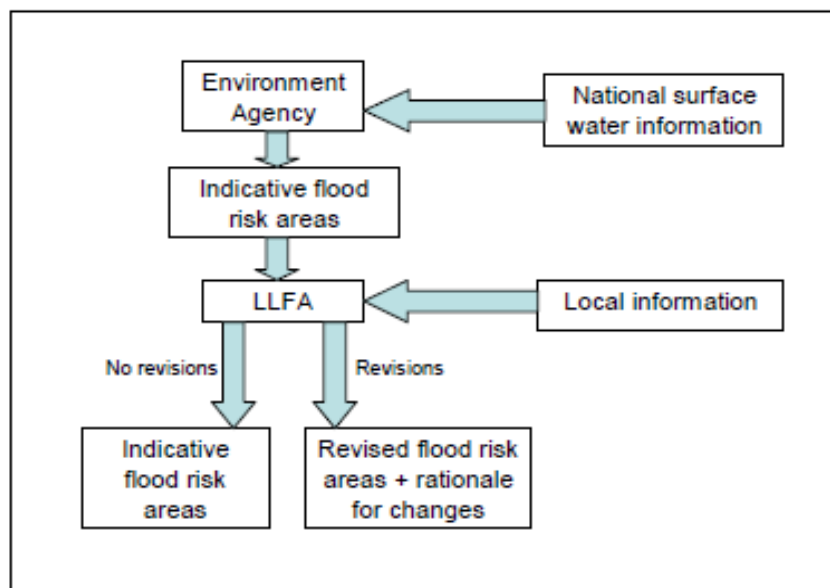 Environment
Agency
National surface
water information
Indicative flood
risk areas
LLFA
Local information
No revisions
Revisions
Indicative
flood risk
areas
Revised flood risk
areas + rationale
for changes